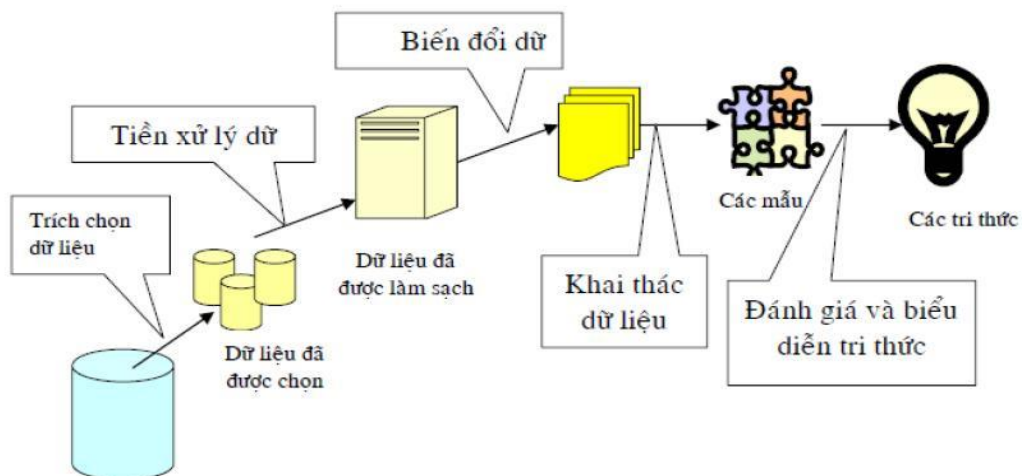 Biến đổi dữ
Tiền xử lý dữ
Trích chọn
dữ liệu
Các mẫu
Các tri thức
Dữ liệu đã
được làm sạch
Khai thác
dữ liệu
Đánh giá và biểu
diễn tri thức
Dữ liệu đã
được chọn